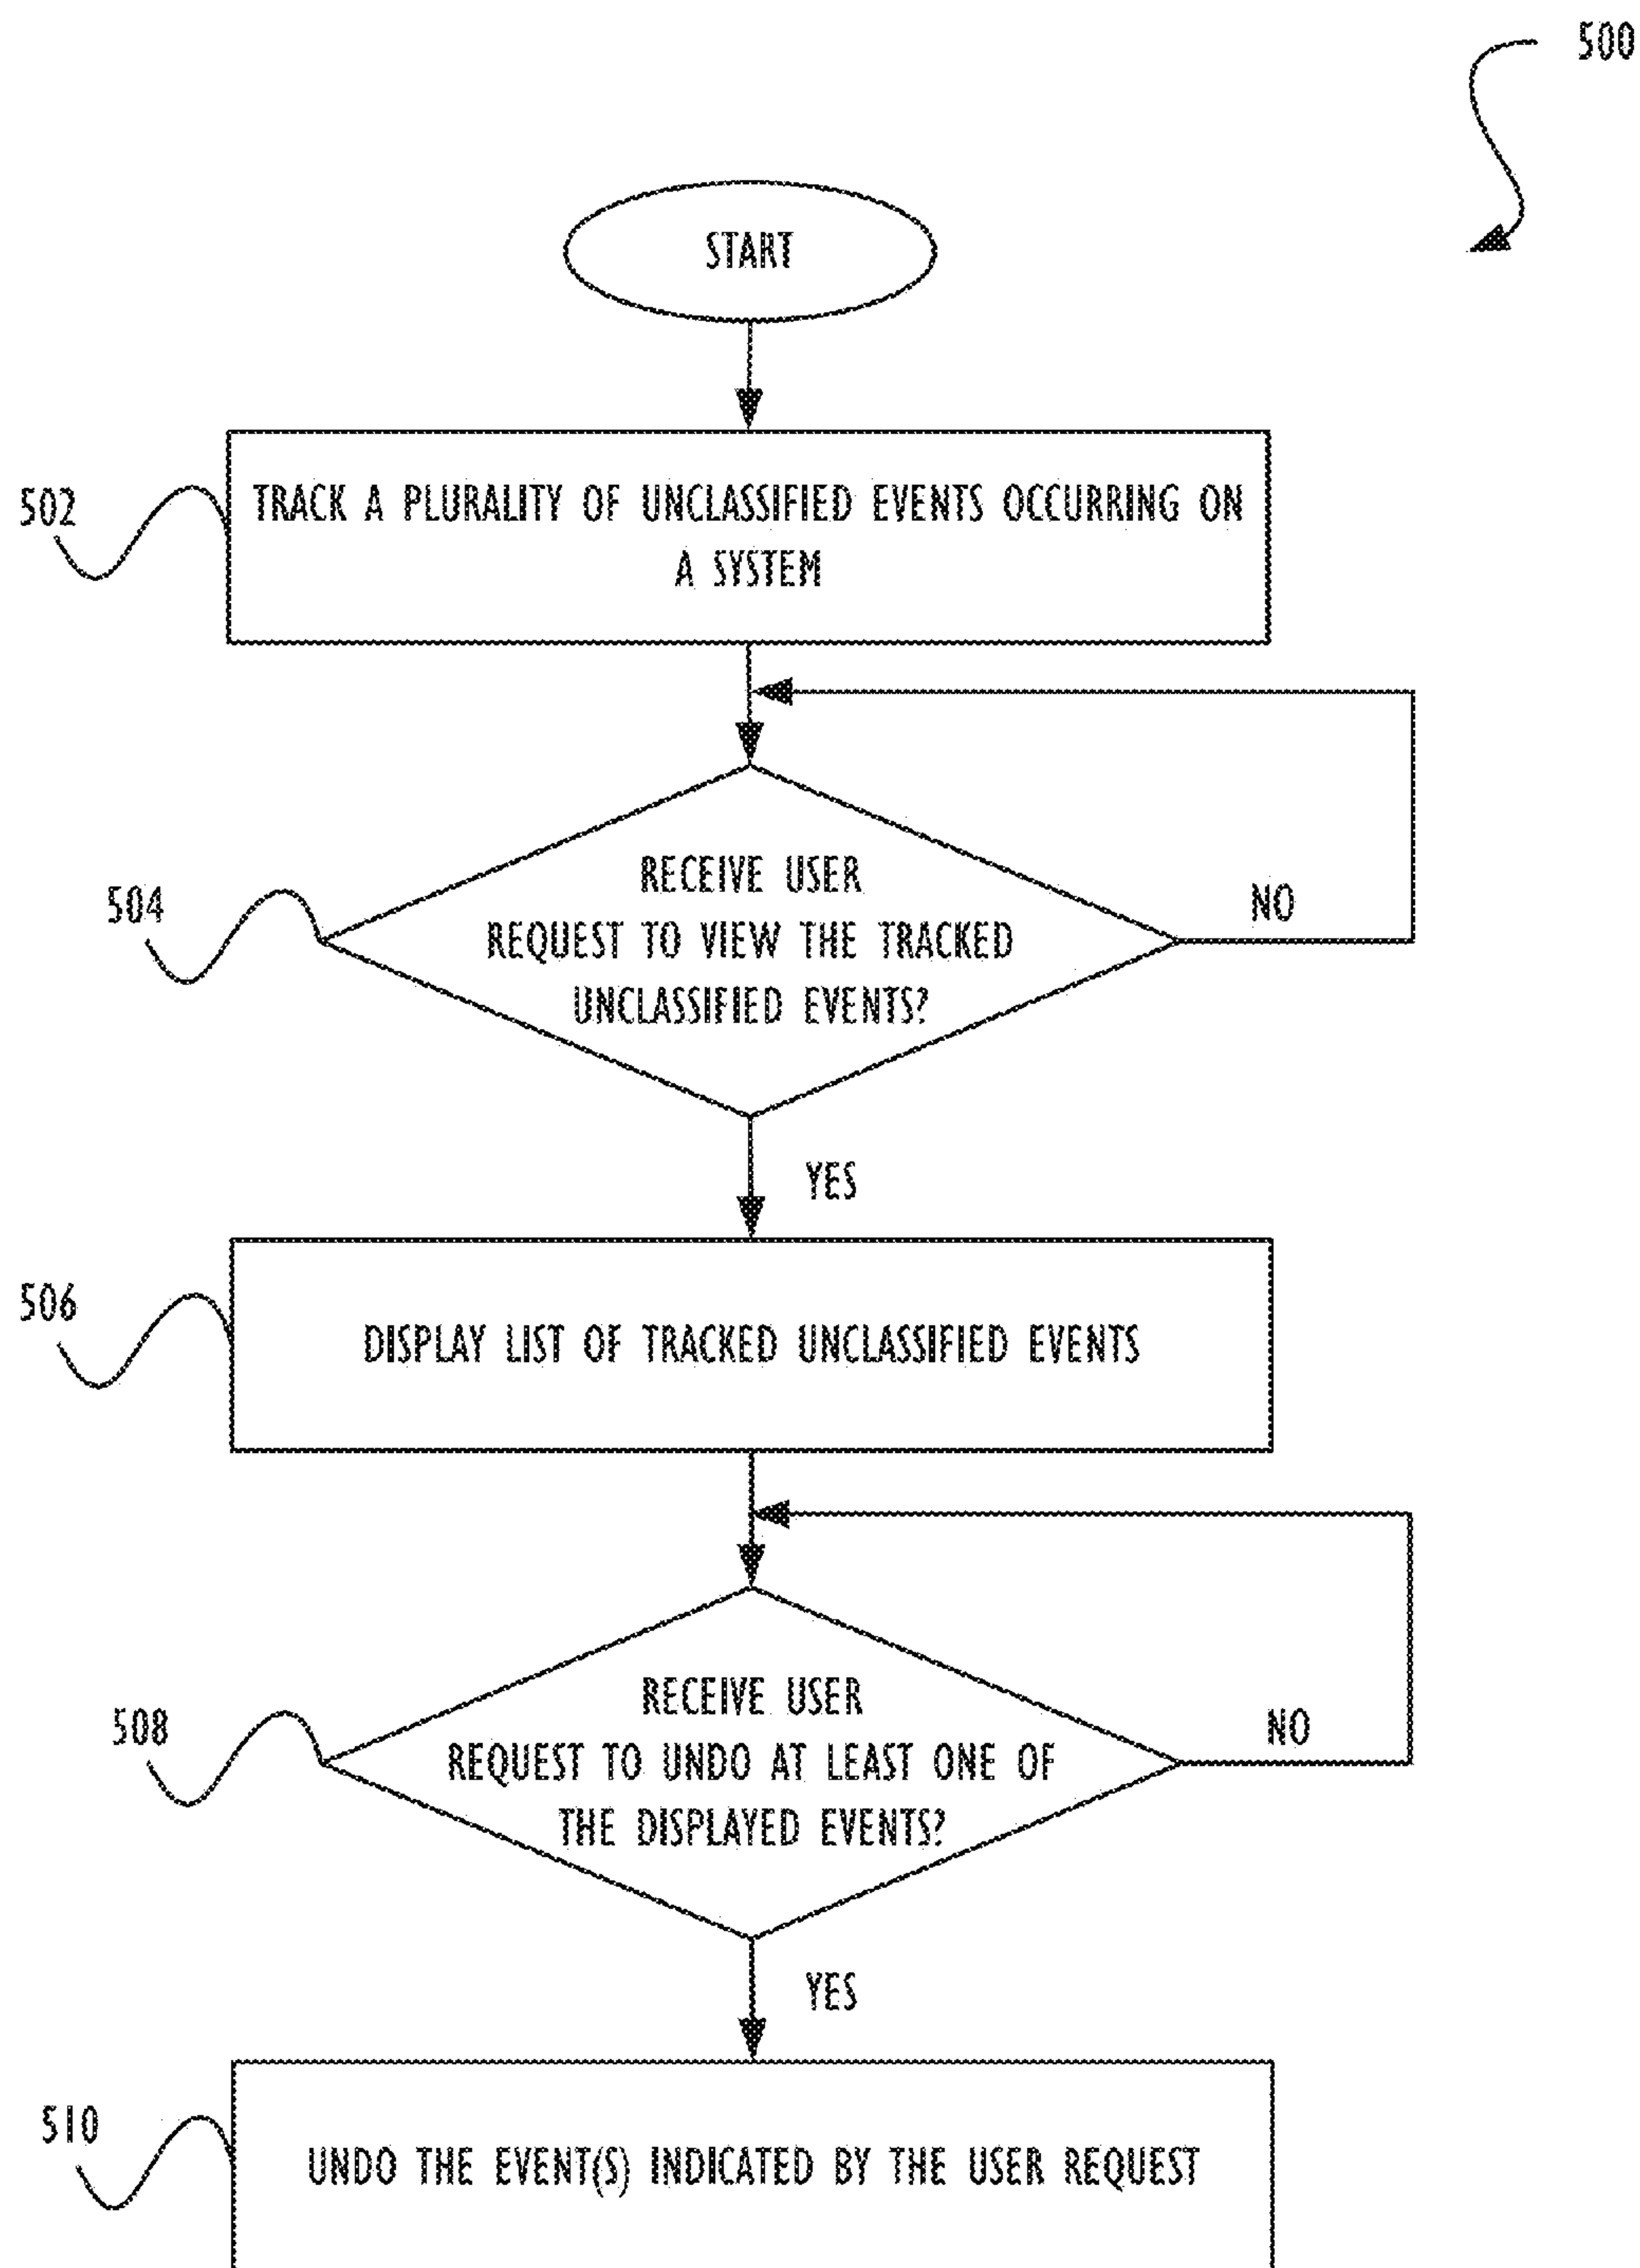 500
START
502
TRACK A PLURALITY OF UNCLASSIFIED EVENTS OCCURRING ON
A SYSTEM
504
RECEIVE USER
REQUEST TO VIEW THE TRACKED
UNCLASSIFIED EVENTS?
NO
YES
506
DISPLAY LIST OF TRACKED UNCLASSIFIED EVENTS
508
RECEIVE USER
REQUEST TO UNDO AT LEAST ONE OF
THE DISPLAYED EVENTS?
NO
YES
510
UNDO THE EVENT(S) INDICATED BY THE USER REQUEST